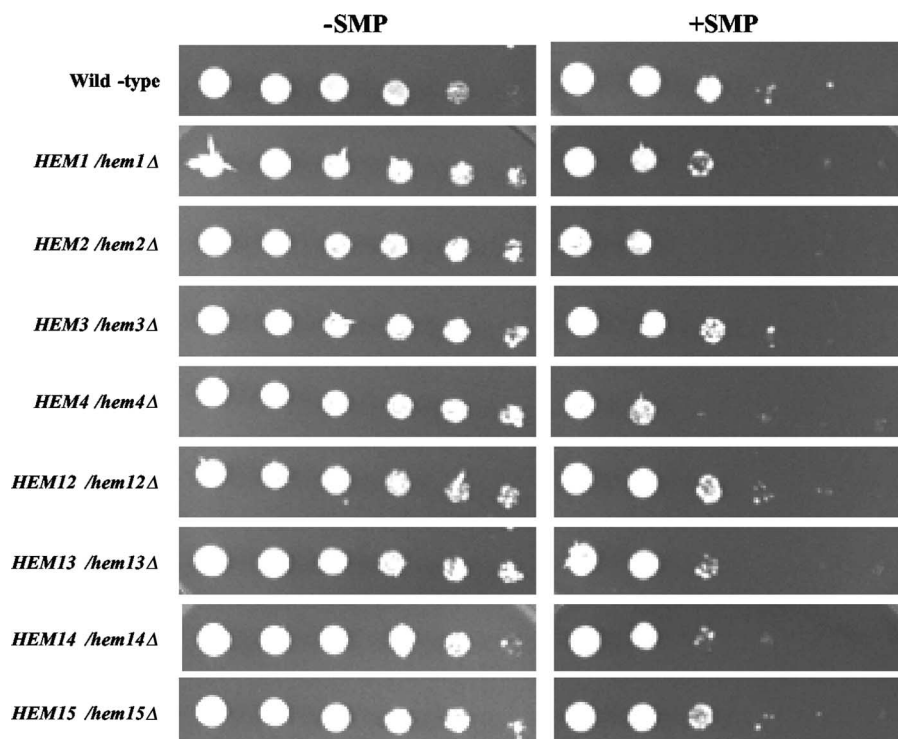 -SMP +SMP
Wild -type
HEM1 /hem1Δ
HEM2 /hem2Δ
HEM3 /hem3Δ
HEM4 /hem4Δ
HEM12 /hem12Δ
HEM13 /hem13Δ
HEM14 /hem14Δ
HEM15 /hem15Δ